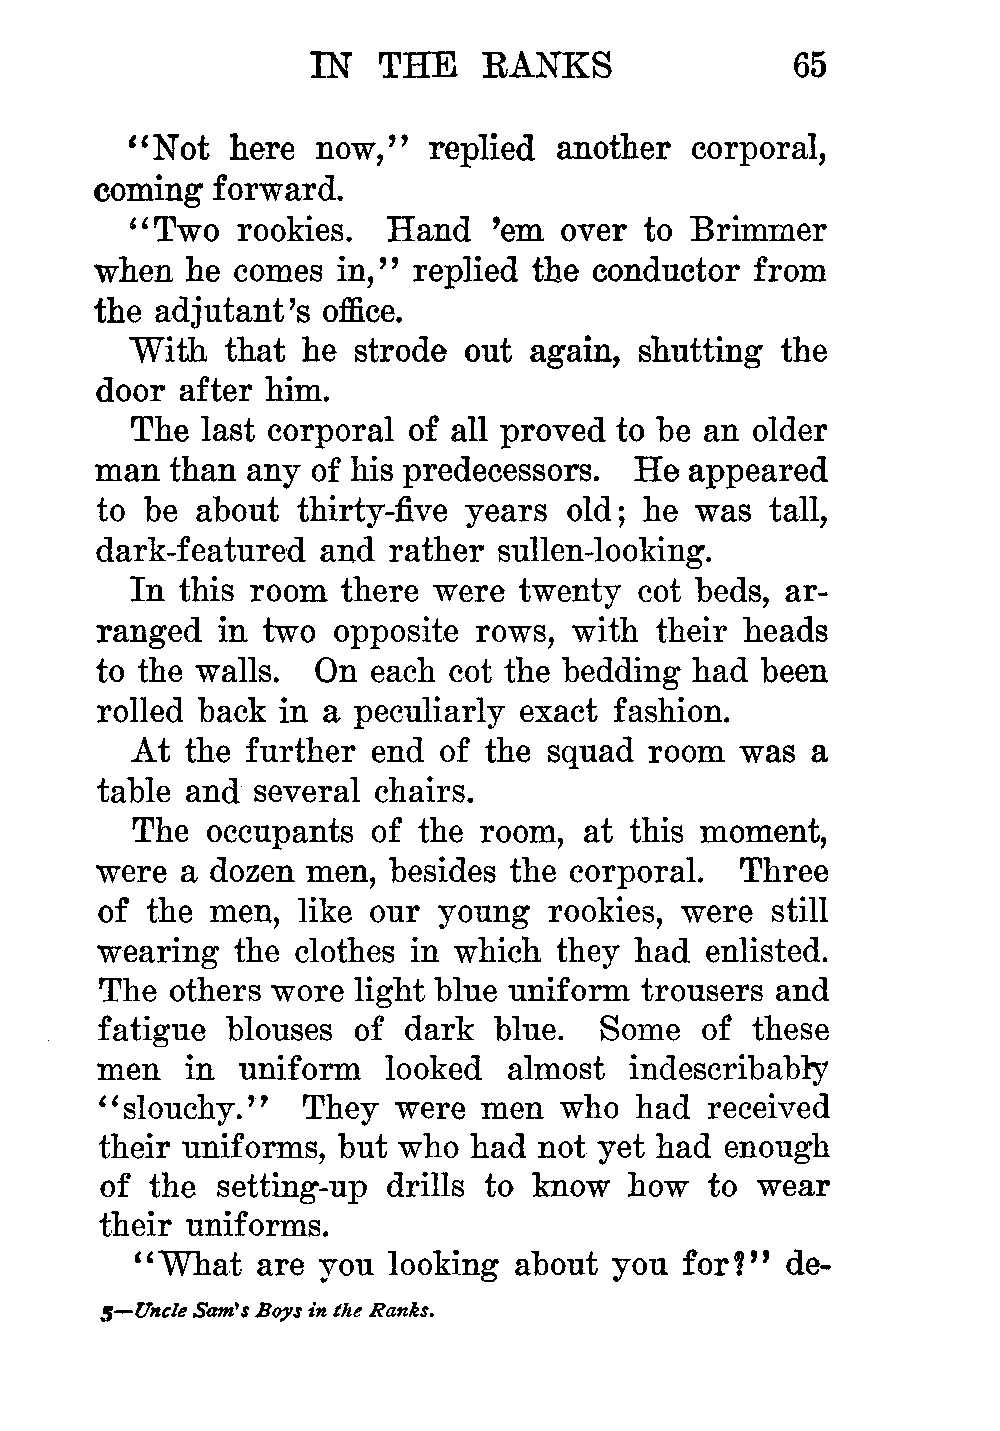 IN THE RANKS 65
“Not here now,” replied another corporal,
coming forward.
“Two rookies. Hand ’em over to Brimmer
when he comes in,” replied the conductor from
the adjutant’s office.
With that he strode out again, shutting the
door after him.
The last corporal of all proved to be an older
man than any of his predecessors. He appeared
to be about thirty-five years old; he was tall,
dark-featured and rather sullen-looking.
In this room there were twenty cot beds, ar-
ranged in two opposite rows, with their heads
to the walls. On each cot the bedding had been
rolled back in a peculiarly exact fashion.
At the further end of the squad room was a
table and several chairs.
The occupants of the room, at this moment,
were a dozen men, besides the corporal. Three
of the men, like our young rookies, were still
wearing the clothes in which they had enlisted.
The others wore light blue uniform trousers and
fatigue blouses of dark blue. Some of these
men in uniform looked almost indescribably
“slouchy.” They were men who had received
their uniforms, but who had not yet had enough
of the setting-up drills to know how to wear
their uniforms.
“What are you looking about you for?” de-
5—Uncle Sam’s Boys in the Ranks.